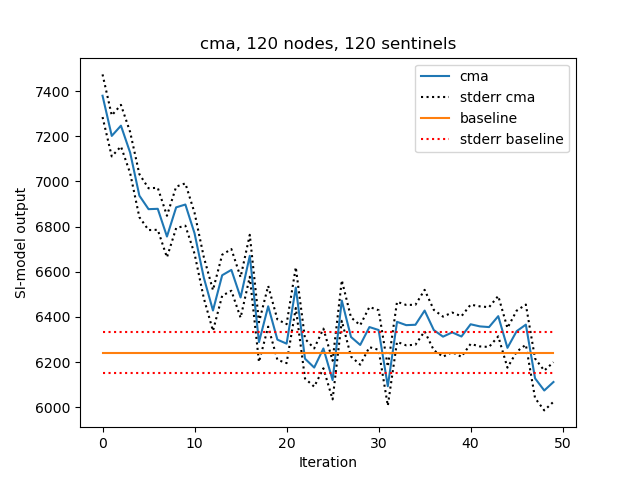 cma, 120 nodes, 120 sentinels
cma
stderr cma
baseline
stderr baseline
SI-model output
7400
7200
7000
6800
6600
6400
6200
6000
0 10 20 30 40 50
Iteration